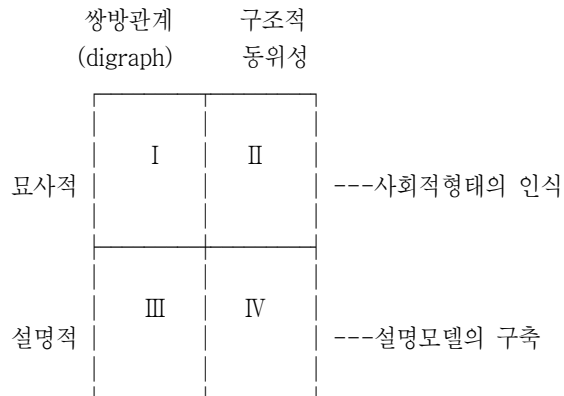 쌍방관계 구조적
(digraph) 동위성
Ⅰ Ⅱ
묘사적 ---사회적형태의 인식
Ⅲ Ⅳ
설명적 ---설명모델의 구축